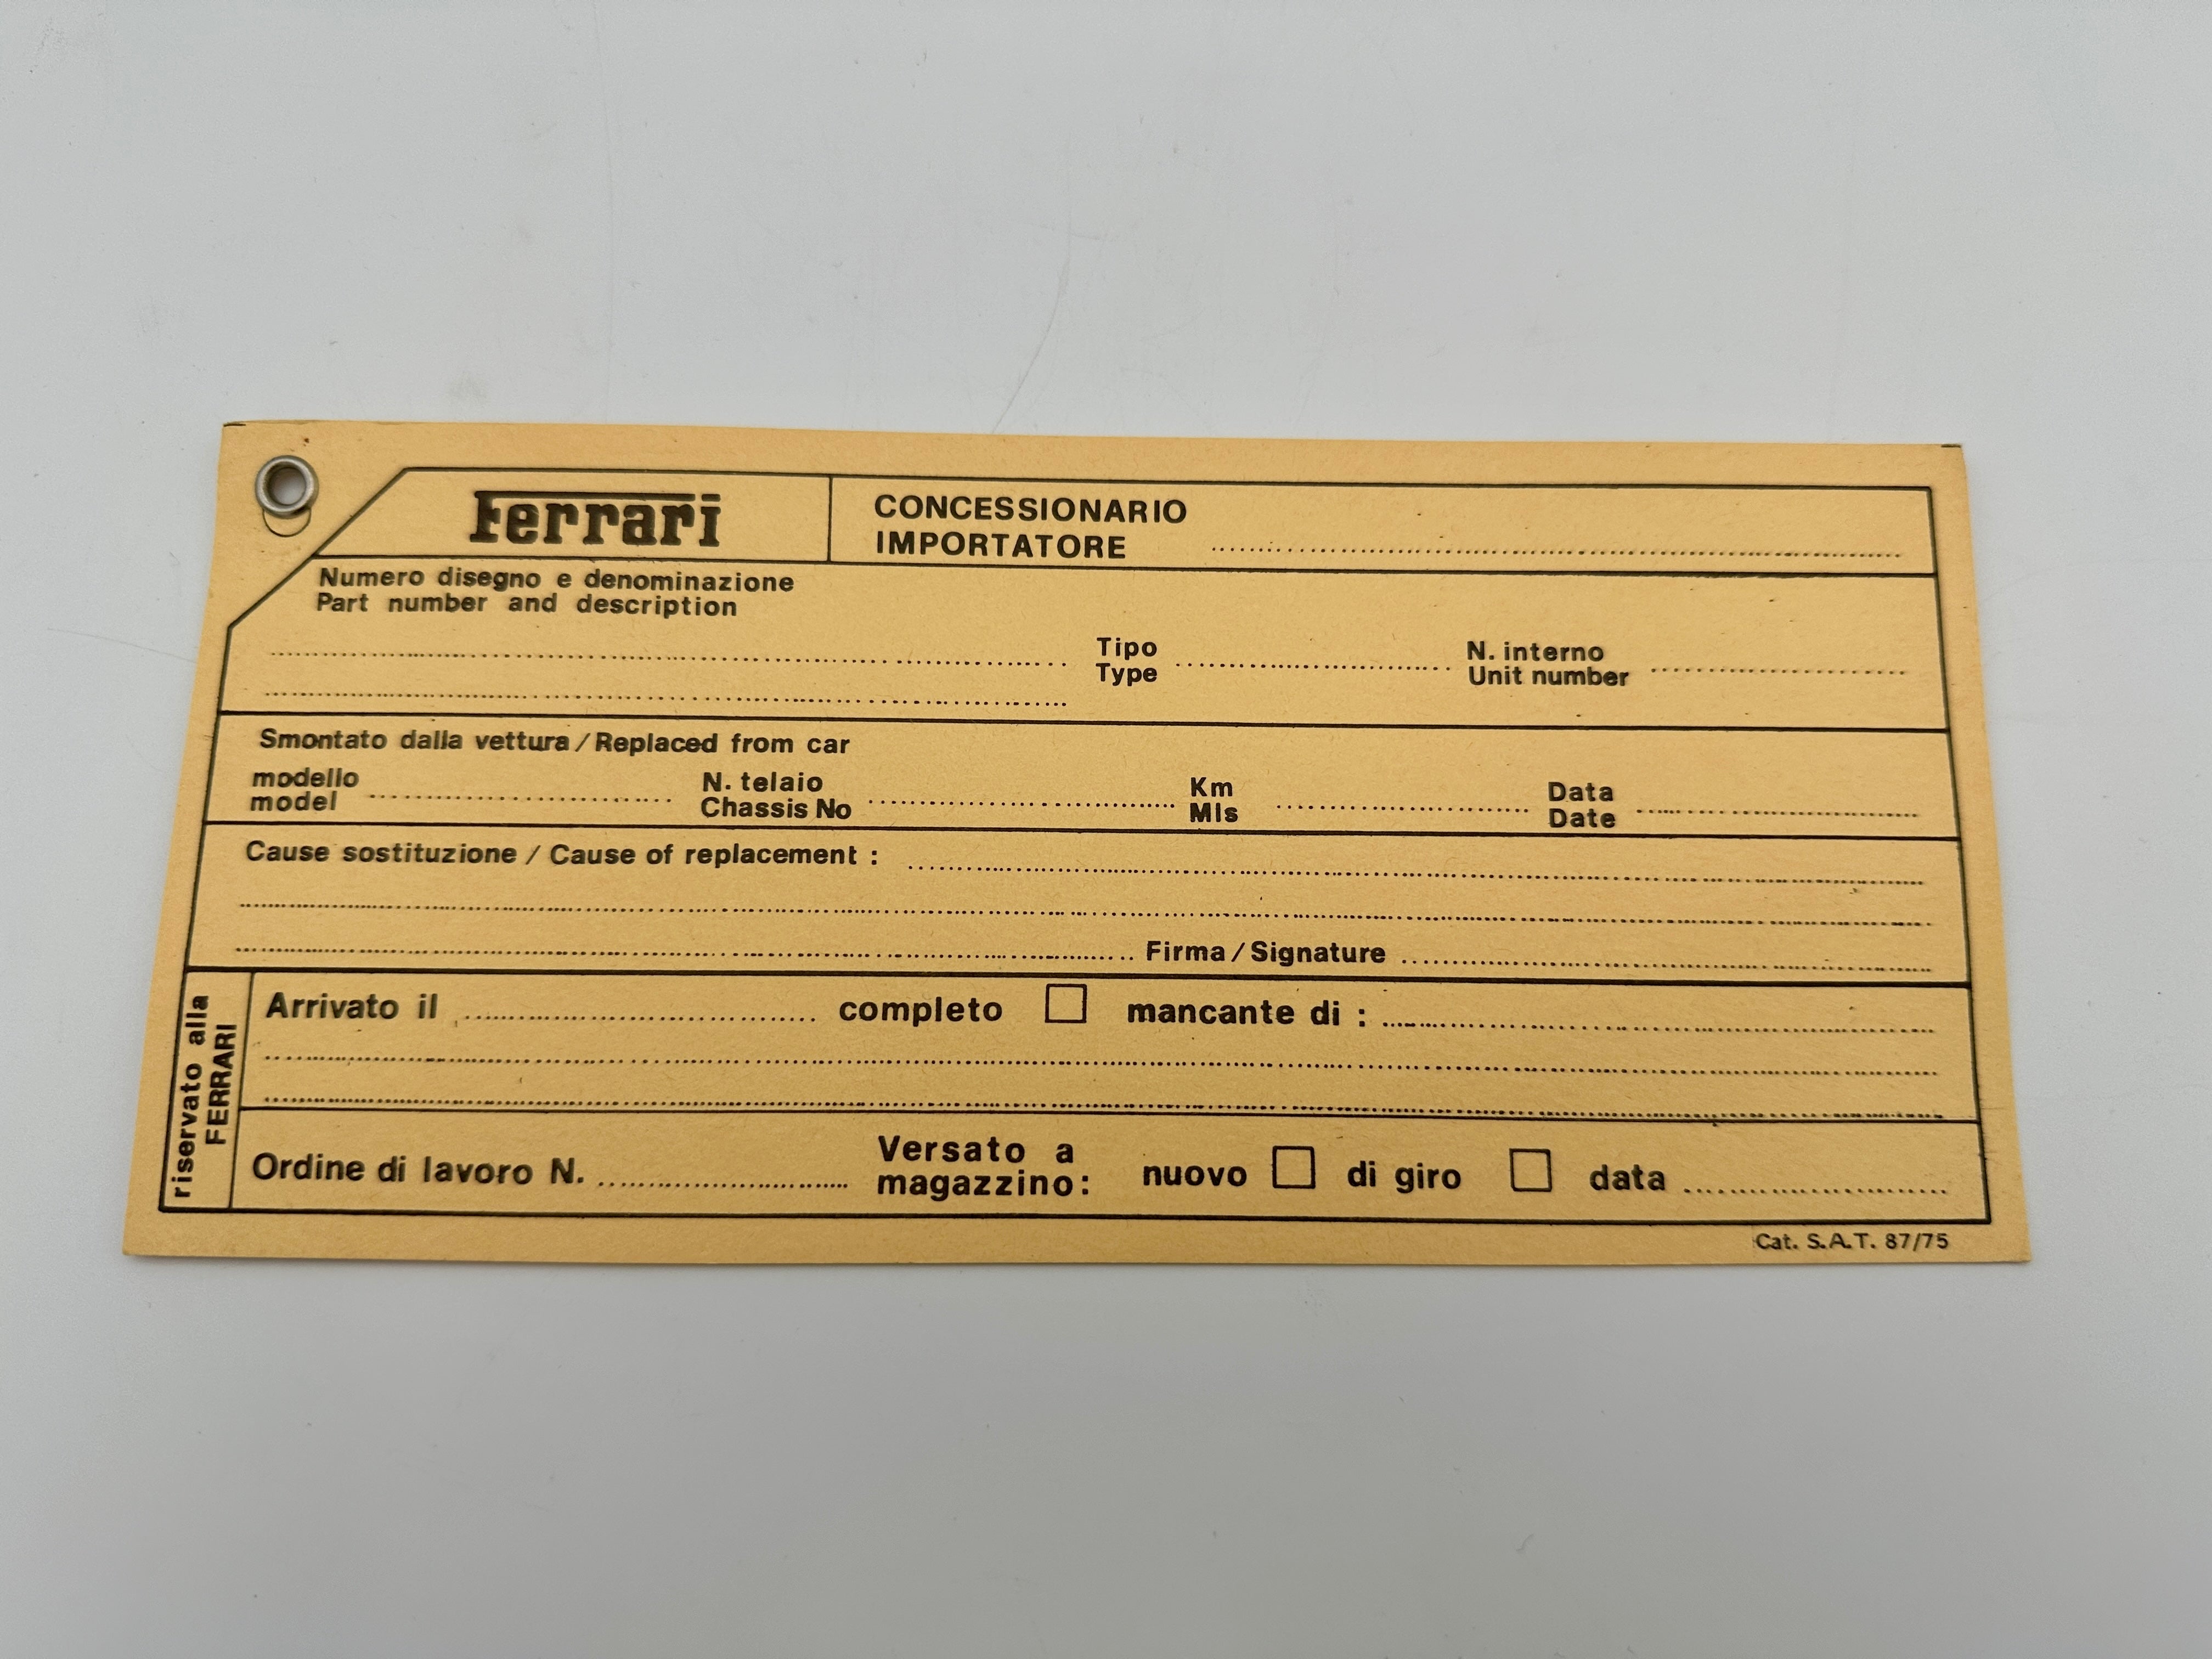 Ferrari
CONCESSIONARIO
IMPORTATORE
Numero disegno e denominazione
Part number and description
Tipo
Type
N. interno
Unit number
Smontato dalla vettura / Replaced from car
modello
model
N. telaio
Chassis No
Km
Mls
Data
Date
Cause sostituzione / Cause of replacement :
Firma / Signature
riservato alla
FERRARI
Arrivato il completo mancante di :
Ordine di lavoro N.
Versato a
magazzino:
nuovo di giro data
Cat. S.A.T. 87/75